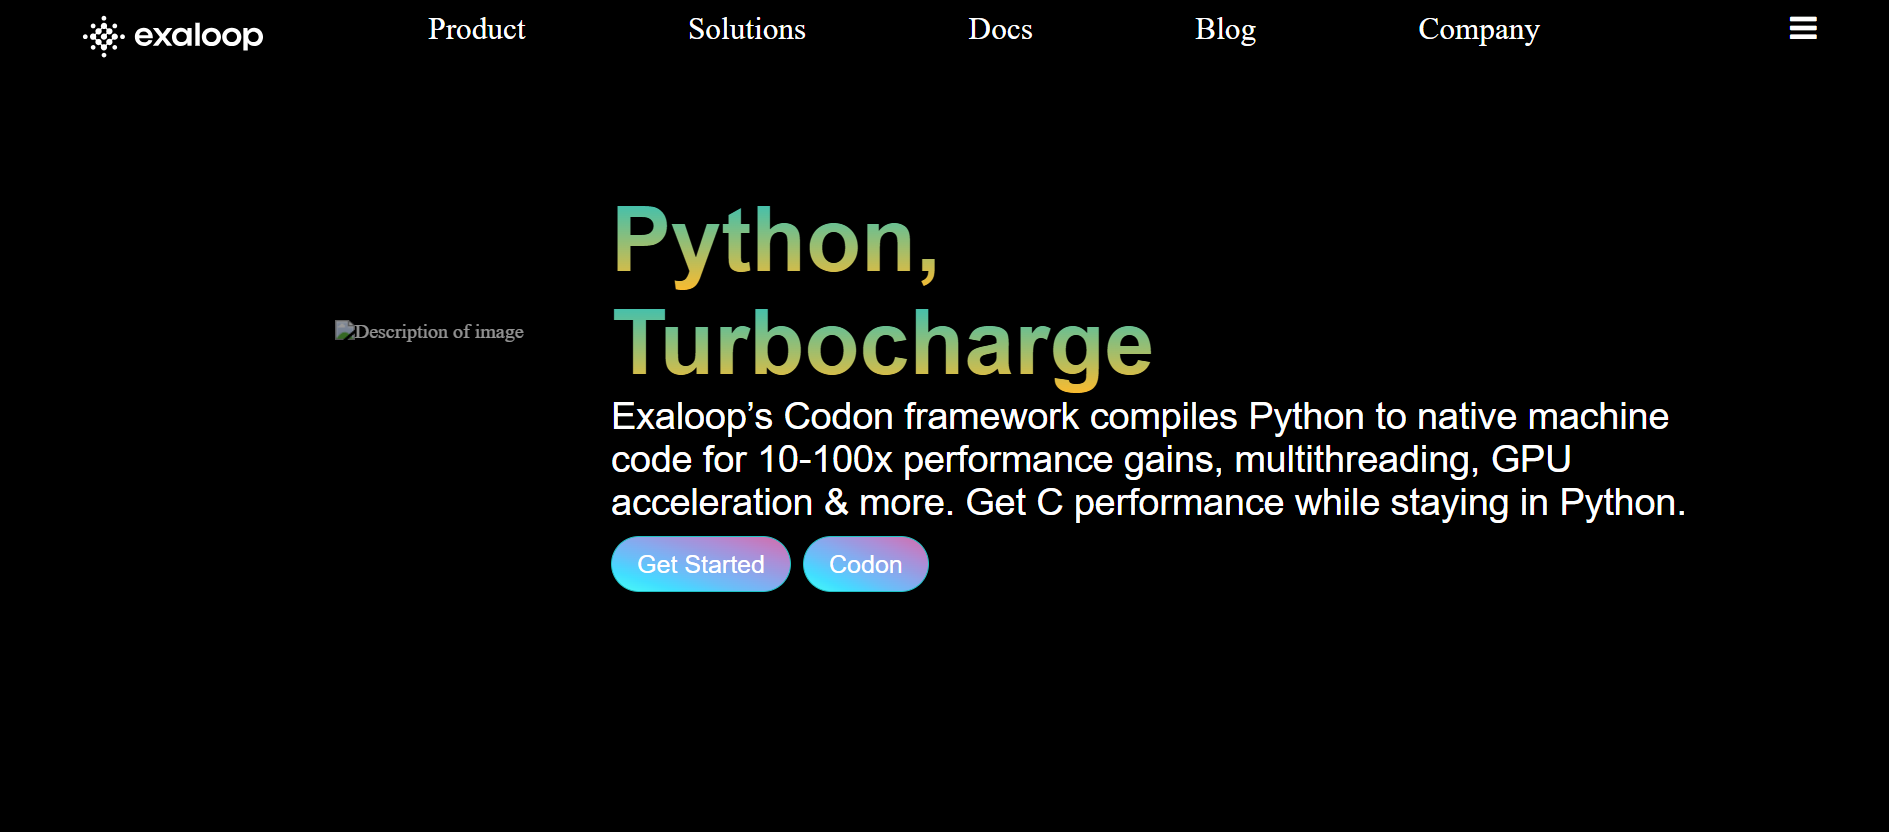 exaloop
Product
Solutions
Docs
Blog
Company
Python,
Turbocharge
Description of image
Exaloop’s Codon framework compiles Python to native machine
code for 10-100x performance gains, multithreading, GPU
acceleration & more. Get C performance while staying in Python.
Get Started
Codon